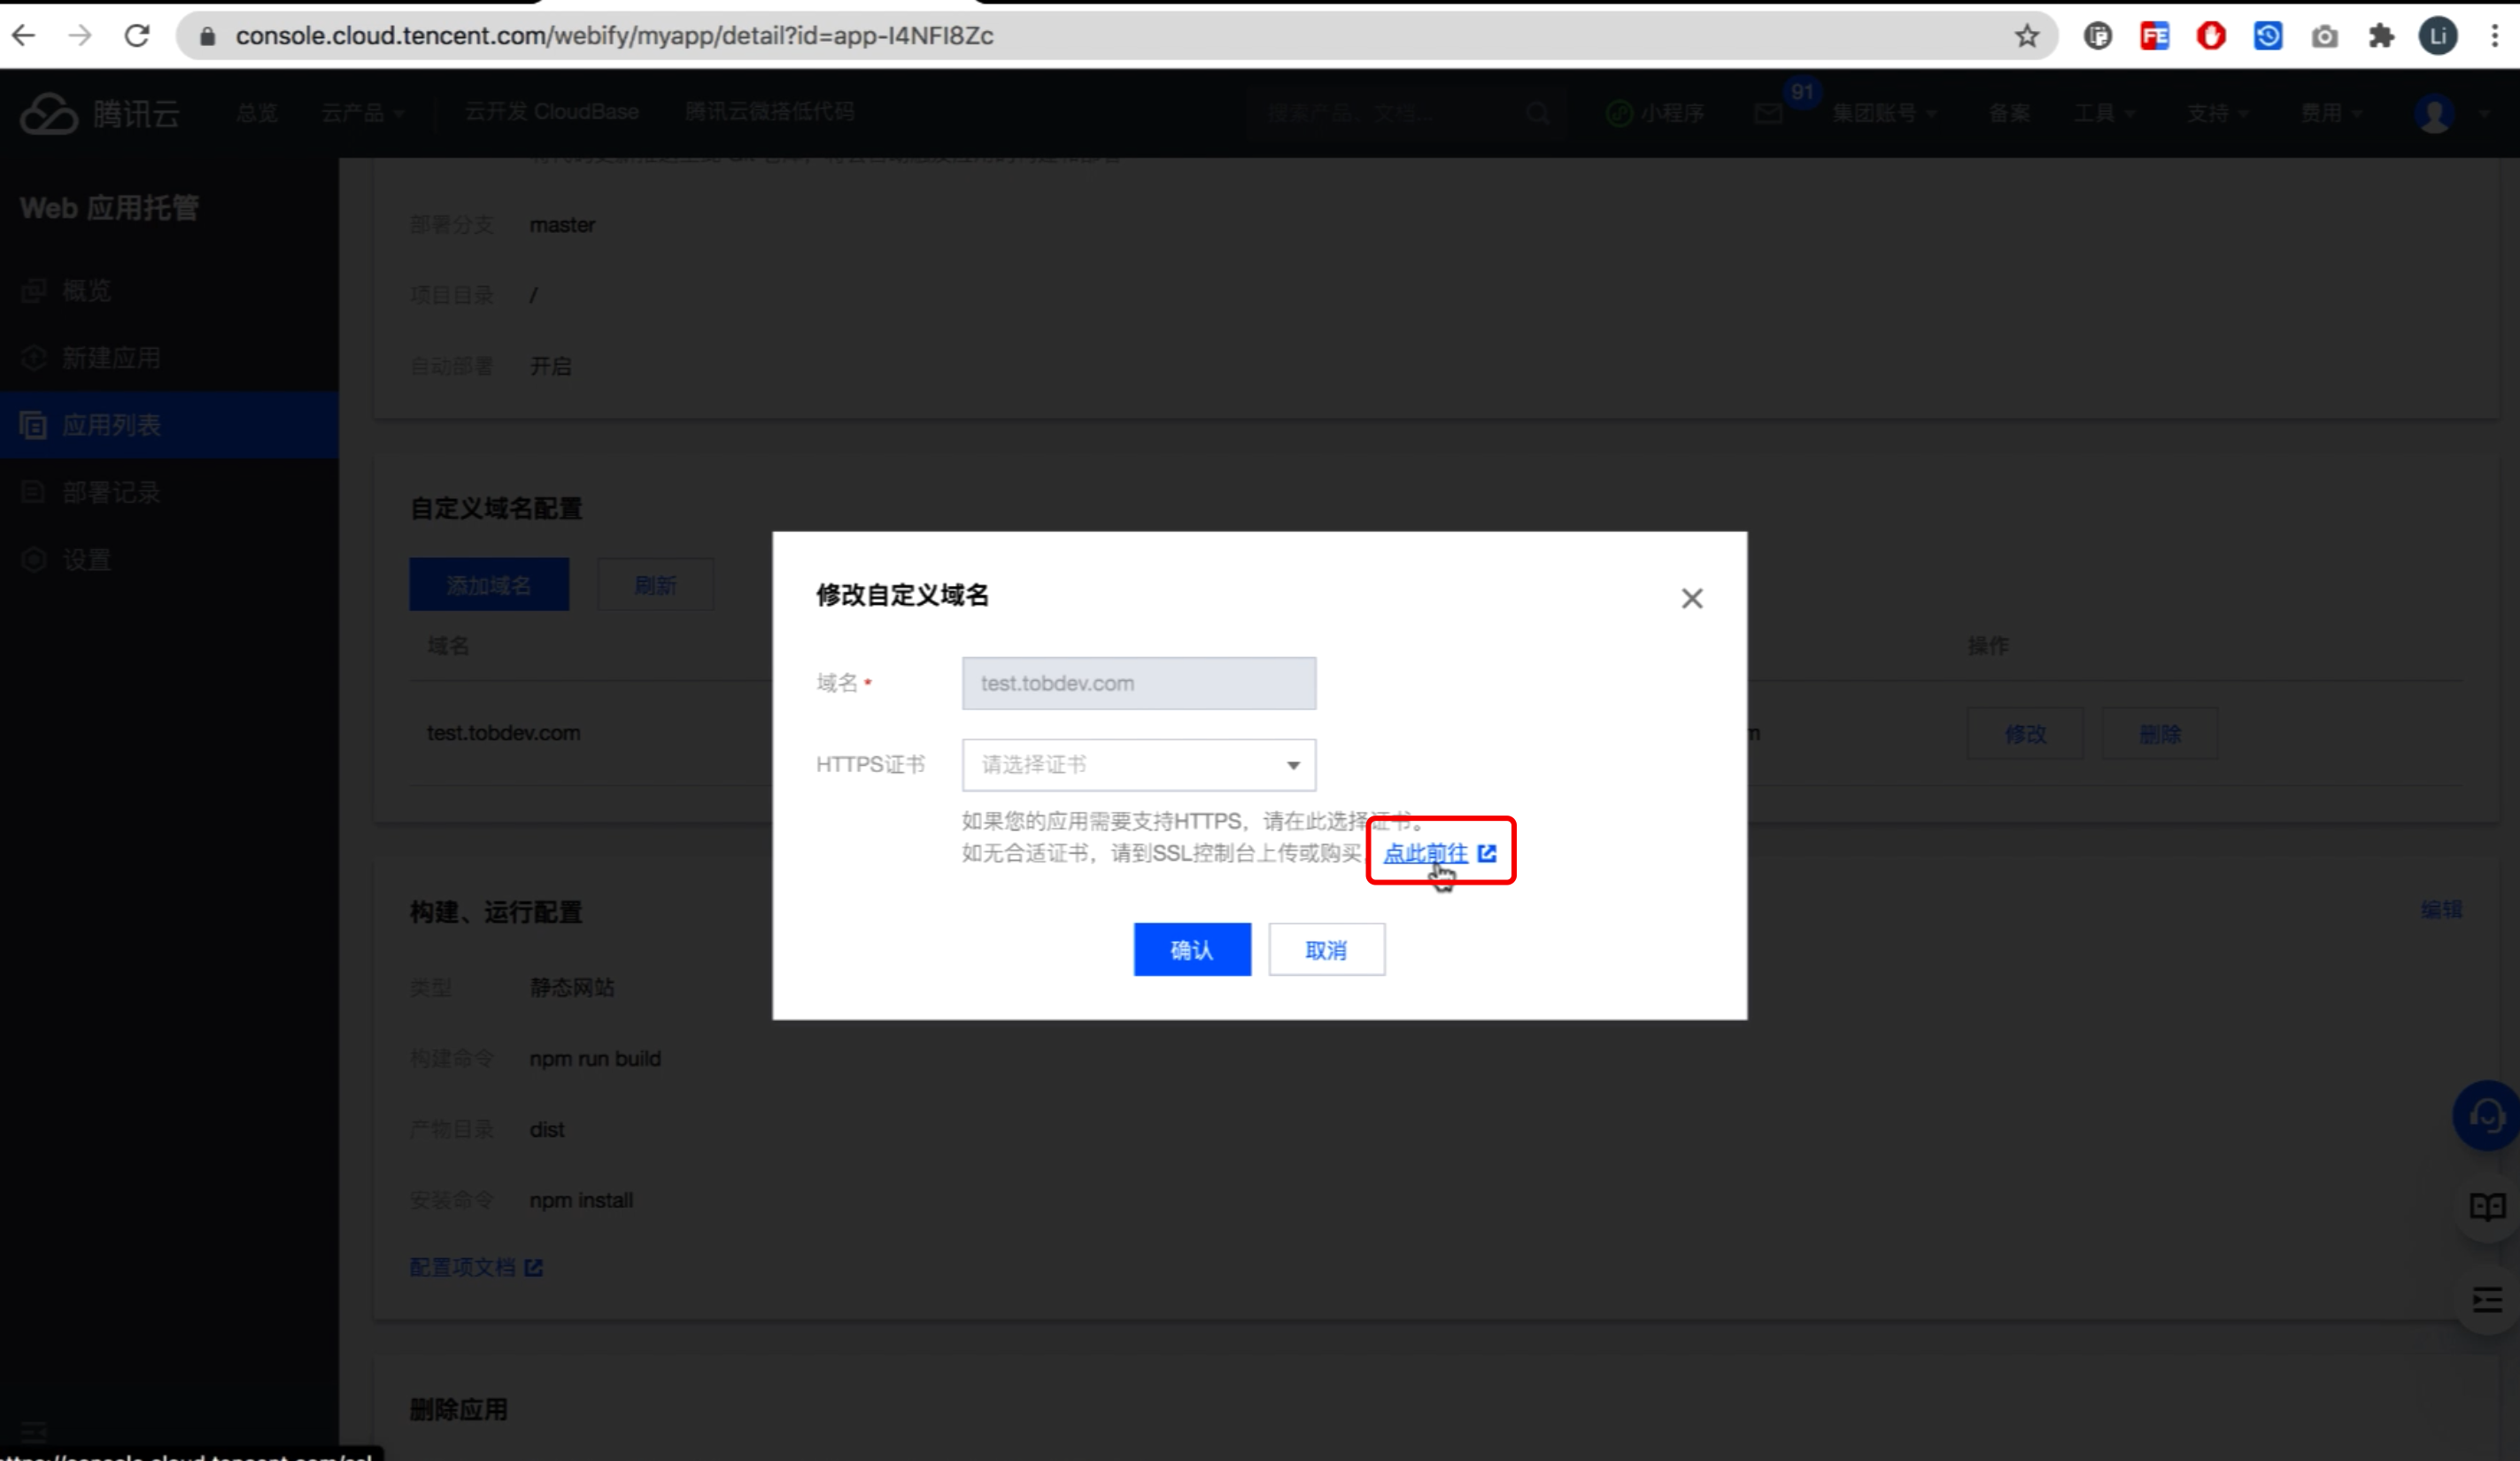 console.cloud.tencent.com/webify/myapp/detail?id=app-I4NFI8Zc
FE
Li
腾讯云
总览
云产品
云开发 CloudBase
腾讯云微搭低代码
搜索产品、文档...
小程序
91
集团账号
备案
工具
支持
费用
Web 应用托管
概览
新建应用
应用列表
部署记录
设置
部署分支 master
项目目录 /
自动部署 开启
自定义域名配置
添加域名 刷新
域名 操作
test.tobdev.com
修改 删除
修改自定义域名
域名 * test.tobdev.com
HTTPS证书 请选择证书
如果您的应用需要支持HTTPS，请在此选择证书。
如无合适证书，请到SSL控制台上传或购买 点此前往
确认 取消
构建、运行配置 编辑
类型 静态网站
构建命令 npm run build
产物目录 dist
安装命令 npm install
配置项文档
删除应用